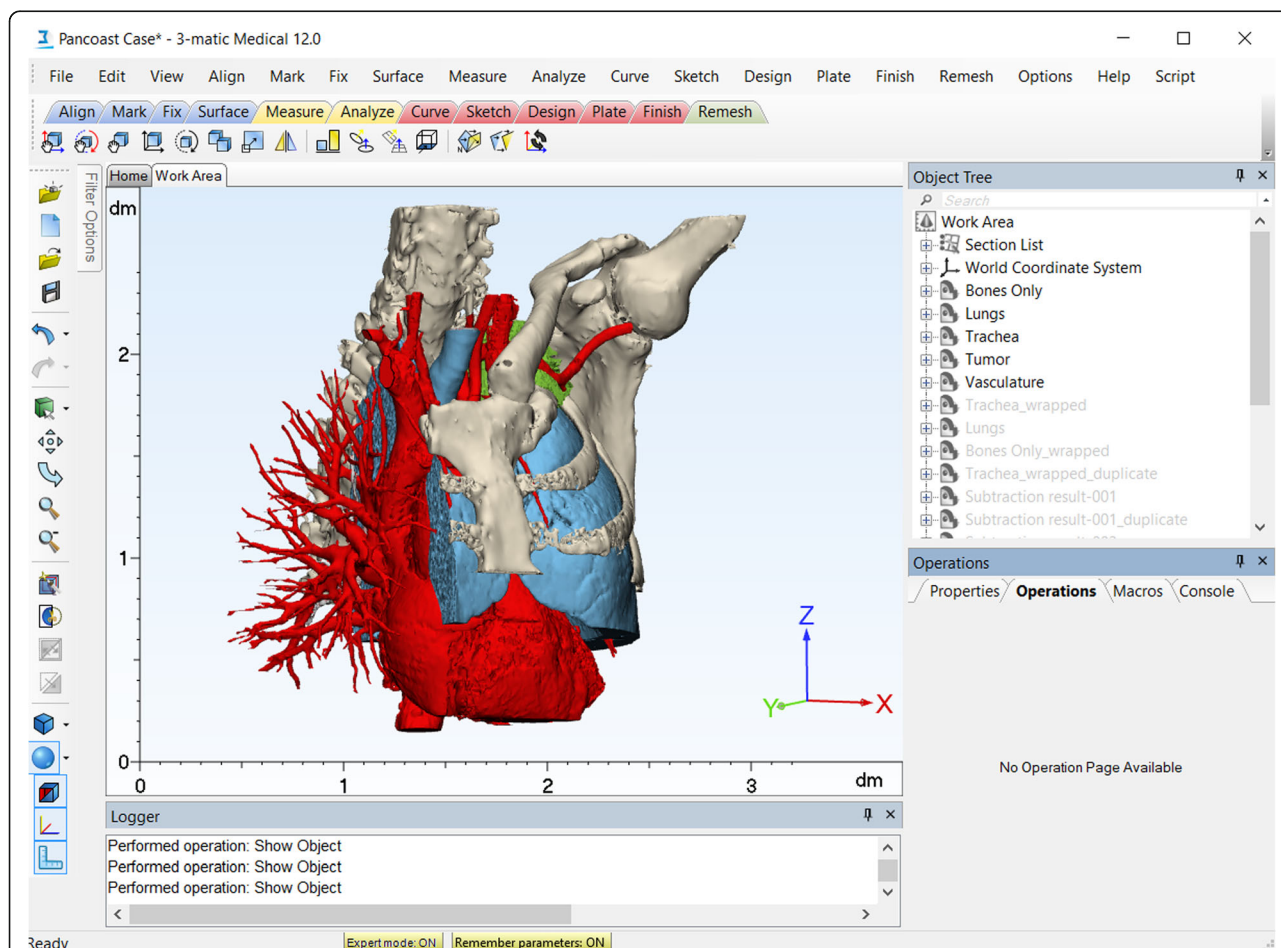 Pancoast Case* - 3-matic Medical 12.0
File Edit View Align Mark Fix Surface Measure Analyze Curve Sketch Design Plate Finish Remesh Options Help Script
Align Mark Fix Surface Measure Analyze Curve Sketch Design Plate Finish Remesh
Filter Options
Home Work Area
dm
2
1
0
0 1 2 3 dm
Z
Y
X
Object Tree
Search
Work Area
Section List
World Coordinate System
Bones Only
Lungs
Trachea
Tumor
Vasculature
Trachea_wrapped
Lungs
Bones Only_wrapped
Trachea_wrapped_duplicate
Subtraction result-001
Subtraction result-001_duplicate
Operations
Properties Operations Macros Console
No Operation Page Available
Logger
Performed operation: Show Object
Performed operation: Show Object
Performed operation: Show Object
Ready Expert mode: ON Remember parameters: ON